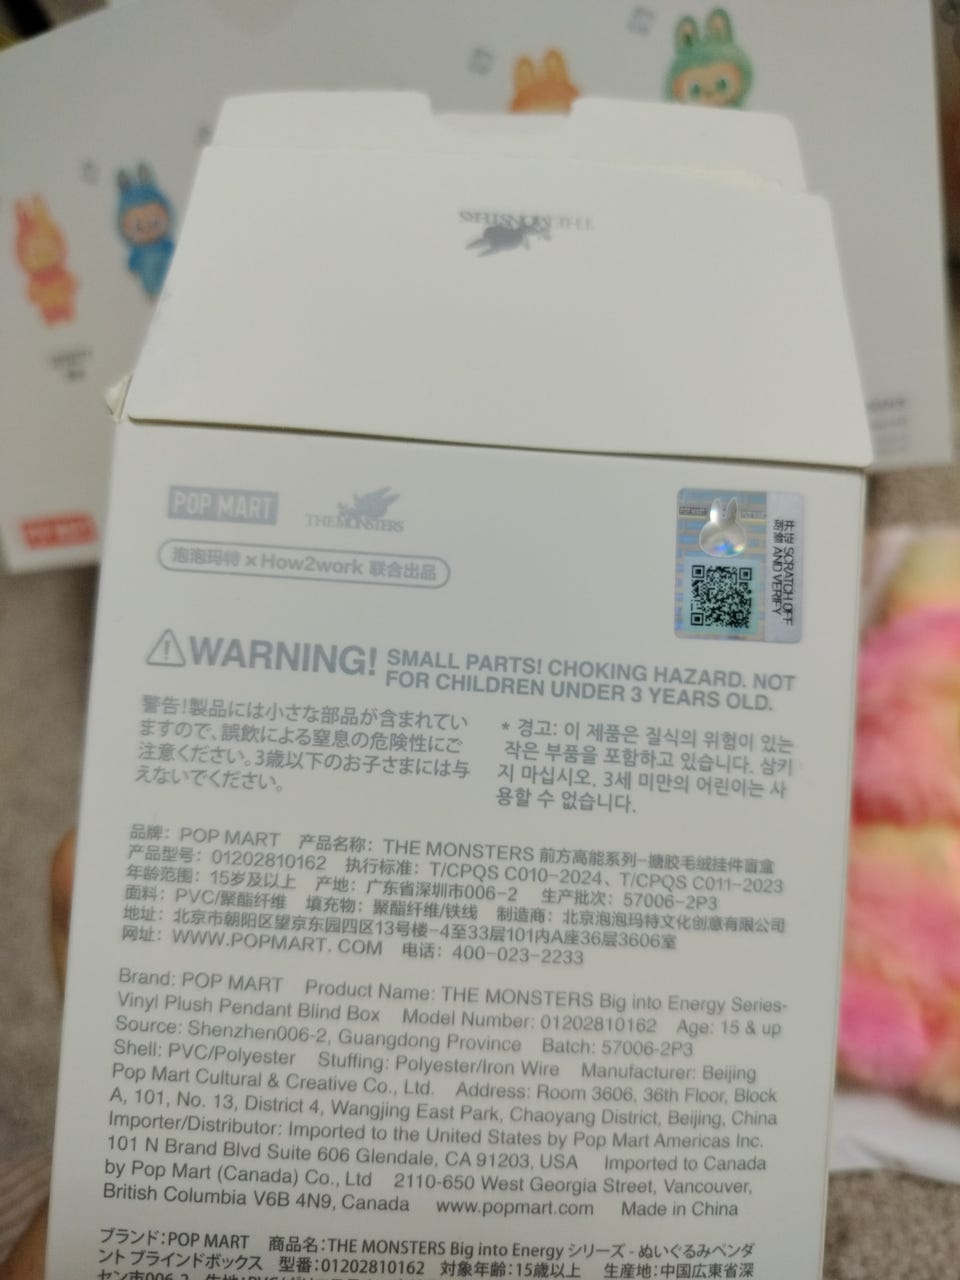 THE MONSTERS
POP MART
THE MONSTERS
泡泡玛特 × How2work 联合出品
POP MART
开证 SCRATCH OFF
刮验 AND VERIFY
WARNING! SMALL PARTS! CHOKING HAZARD. NOT
FOR CHILDREN UNDER 3 YEARS OLD.
警告!製品には小さな部品が含まれてい
ますので、誤飲による窒息の危険性にご
注意ください。3歳以下のお子さまには与
えないでください。
* 경고: 이 제품은 질식의 위험이 있는
작은 부품을 포함하고 있습니다. 삼키
지 마십시오. 3세 미만의 어린이는 사
용할 수 없습니다.
品牌: POP MART 产品名称: THE MONSTERS 前方高能系列-搪胶毛绒挂件盲盒
产品型号: 01202810162 执行标准: T/CPQS C010-2024、T/CPQS C011-2023
年龄范围: 15岁及以上 产地: 广东省深圳市006-2 生产批次: 57006-2P3
面料: PVC/聚酯纤维 填充物: 聚酯纤维/铁线 制造商: 北京泡泡玛特文化创意有限公司
地址: 北京市朝阳区望京东园四区13号楼-4至33层101内A座36层3606室
网址: WWW.POPMART.COM 电话: 400-023-2233
Brand: POP MART Product Name: THE MONSTERS Big into Energy Series-
Vinyl Plush Pendant Blind Box Model Number: 01202810162 Age: 15 & up
Source: Shenzhen006-2, Guangdong Province Batch: 57006-2P3
Shell: PVC/Polyester Stuffing: Polyester/Iron Wire Manufacturer: Beijing
Pop Mart Cultural & Creative Co., Ltd. Address: Room 3606, 36th Floor, Block
A, 101, No. 13, District 4, Wangjing East Park, Chaoyang District, Beijing, China
Importer/Distributor: Imported to the United States by Pop Mart Americas Inc.
101 N Brand Blvd Suite 606 Glendale, CA 91203, USA Imported to Canada
by Pop Mart (Canada) Co., Ltd 2110-650 West Georgia Street, Vancouver,
British Columbia V6B 4N9, Canada www.popmart.com Made in China
ブランド:POP MART 商品名:THE MONSTERS Big into Energy シリーズ - ぬいぐるみペンダ
ント ブラインドボックス 型番:01202810162 対象年齢:15歳以上 生産地:中国広東省深
セン市006-2
POP MART